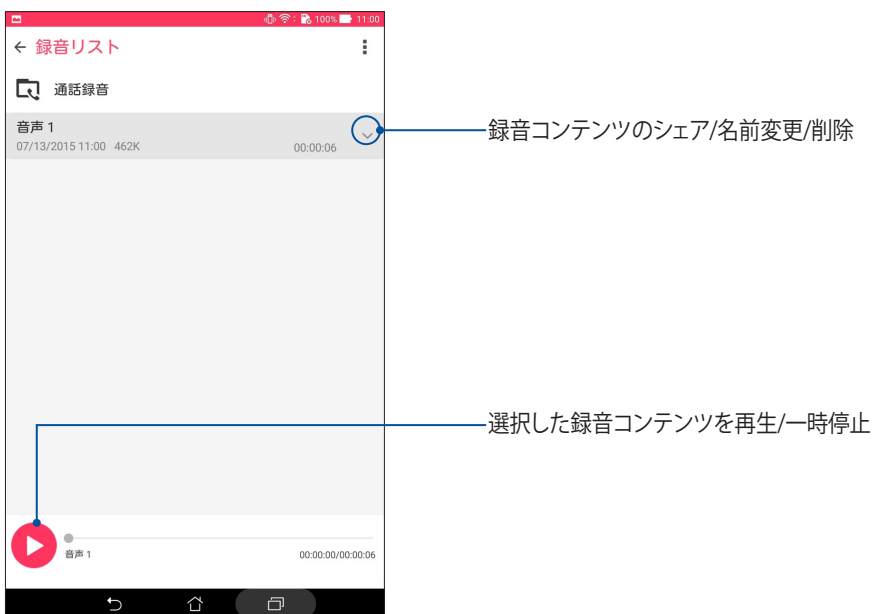 100% 11:00
録音リスト
通話録音
音声 1
07/13/2015 11:00 462K 00:00:06
録音コンテンツのシェア/名前変更/削除
選択した録音コンテンツを再生/一時停止
音声 1 00:00:00/00:00:06